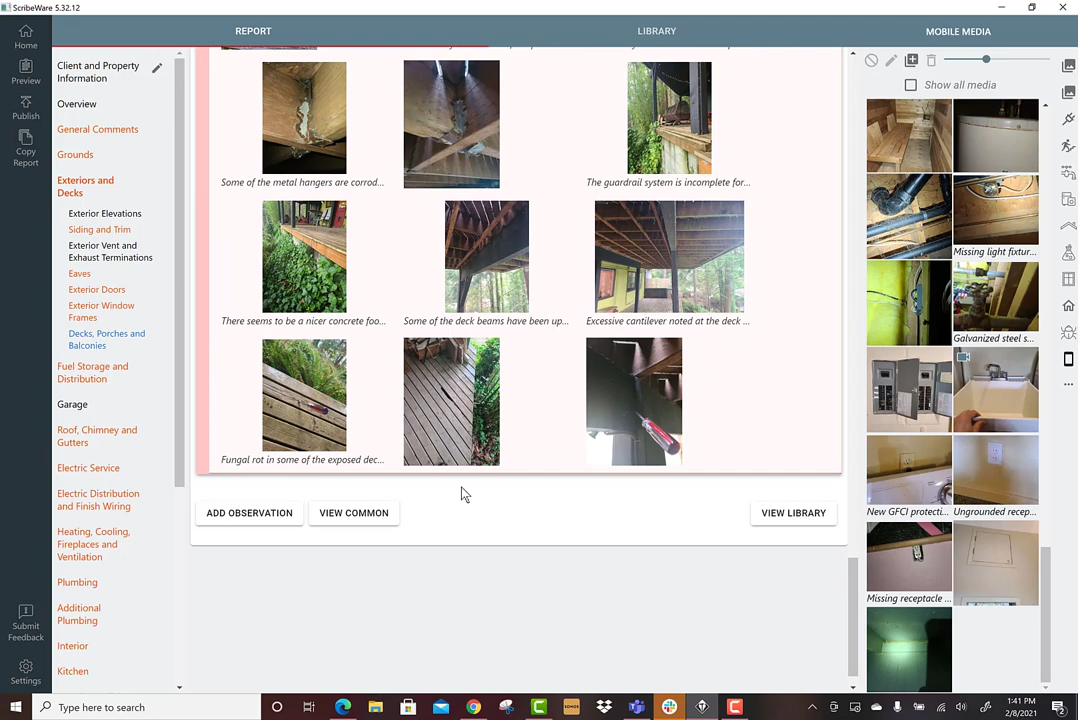 ScribeWare 5.32.12
Home
Preview
Publish
Copy
Report
Submit
Feedback
Settings
REPORT
LIBRARY
MOBILE MEDIA
Show all media
Client and Property
Information
Overview
General Comments
Grounds
Exteriors and
Decks
Exterior Elevations
Siding and Trim
Exterior Vent and
Exhaust Terminations
Eaves
Exterior Doors
Exterior Window
Frames
Decks, Porches and
Balconies
Fuel Storage and
Distribution
Garage
Roof, Chimney and
Gutters
Electric Service
Electric Distribution
and Finish Wiring
Heating, Cooling,
Fireplaces and
Ventilation
Plumbing
Additional
Plumbing
Interior
Kitchen
Some of the metal hangers are corrod...
The guardrail system is incomplete for...
There seems to be a nicer concrete foo...
Some of the deck beams have been up...
Excessive cantilever noted at the deck ...
Fungal rot in some of the exposed dec...
ADD OBSERVATION
VIEW COMMON
VIEW LIBRARY
Missing light fixtur...
Galvanized steel s...
New GFCI protecti...
Ungrounded recep...
Missing receptacle ...
Type here to search
SONOS
1:41 PM
2/8/2021
2